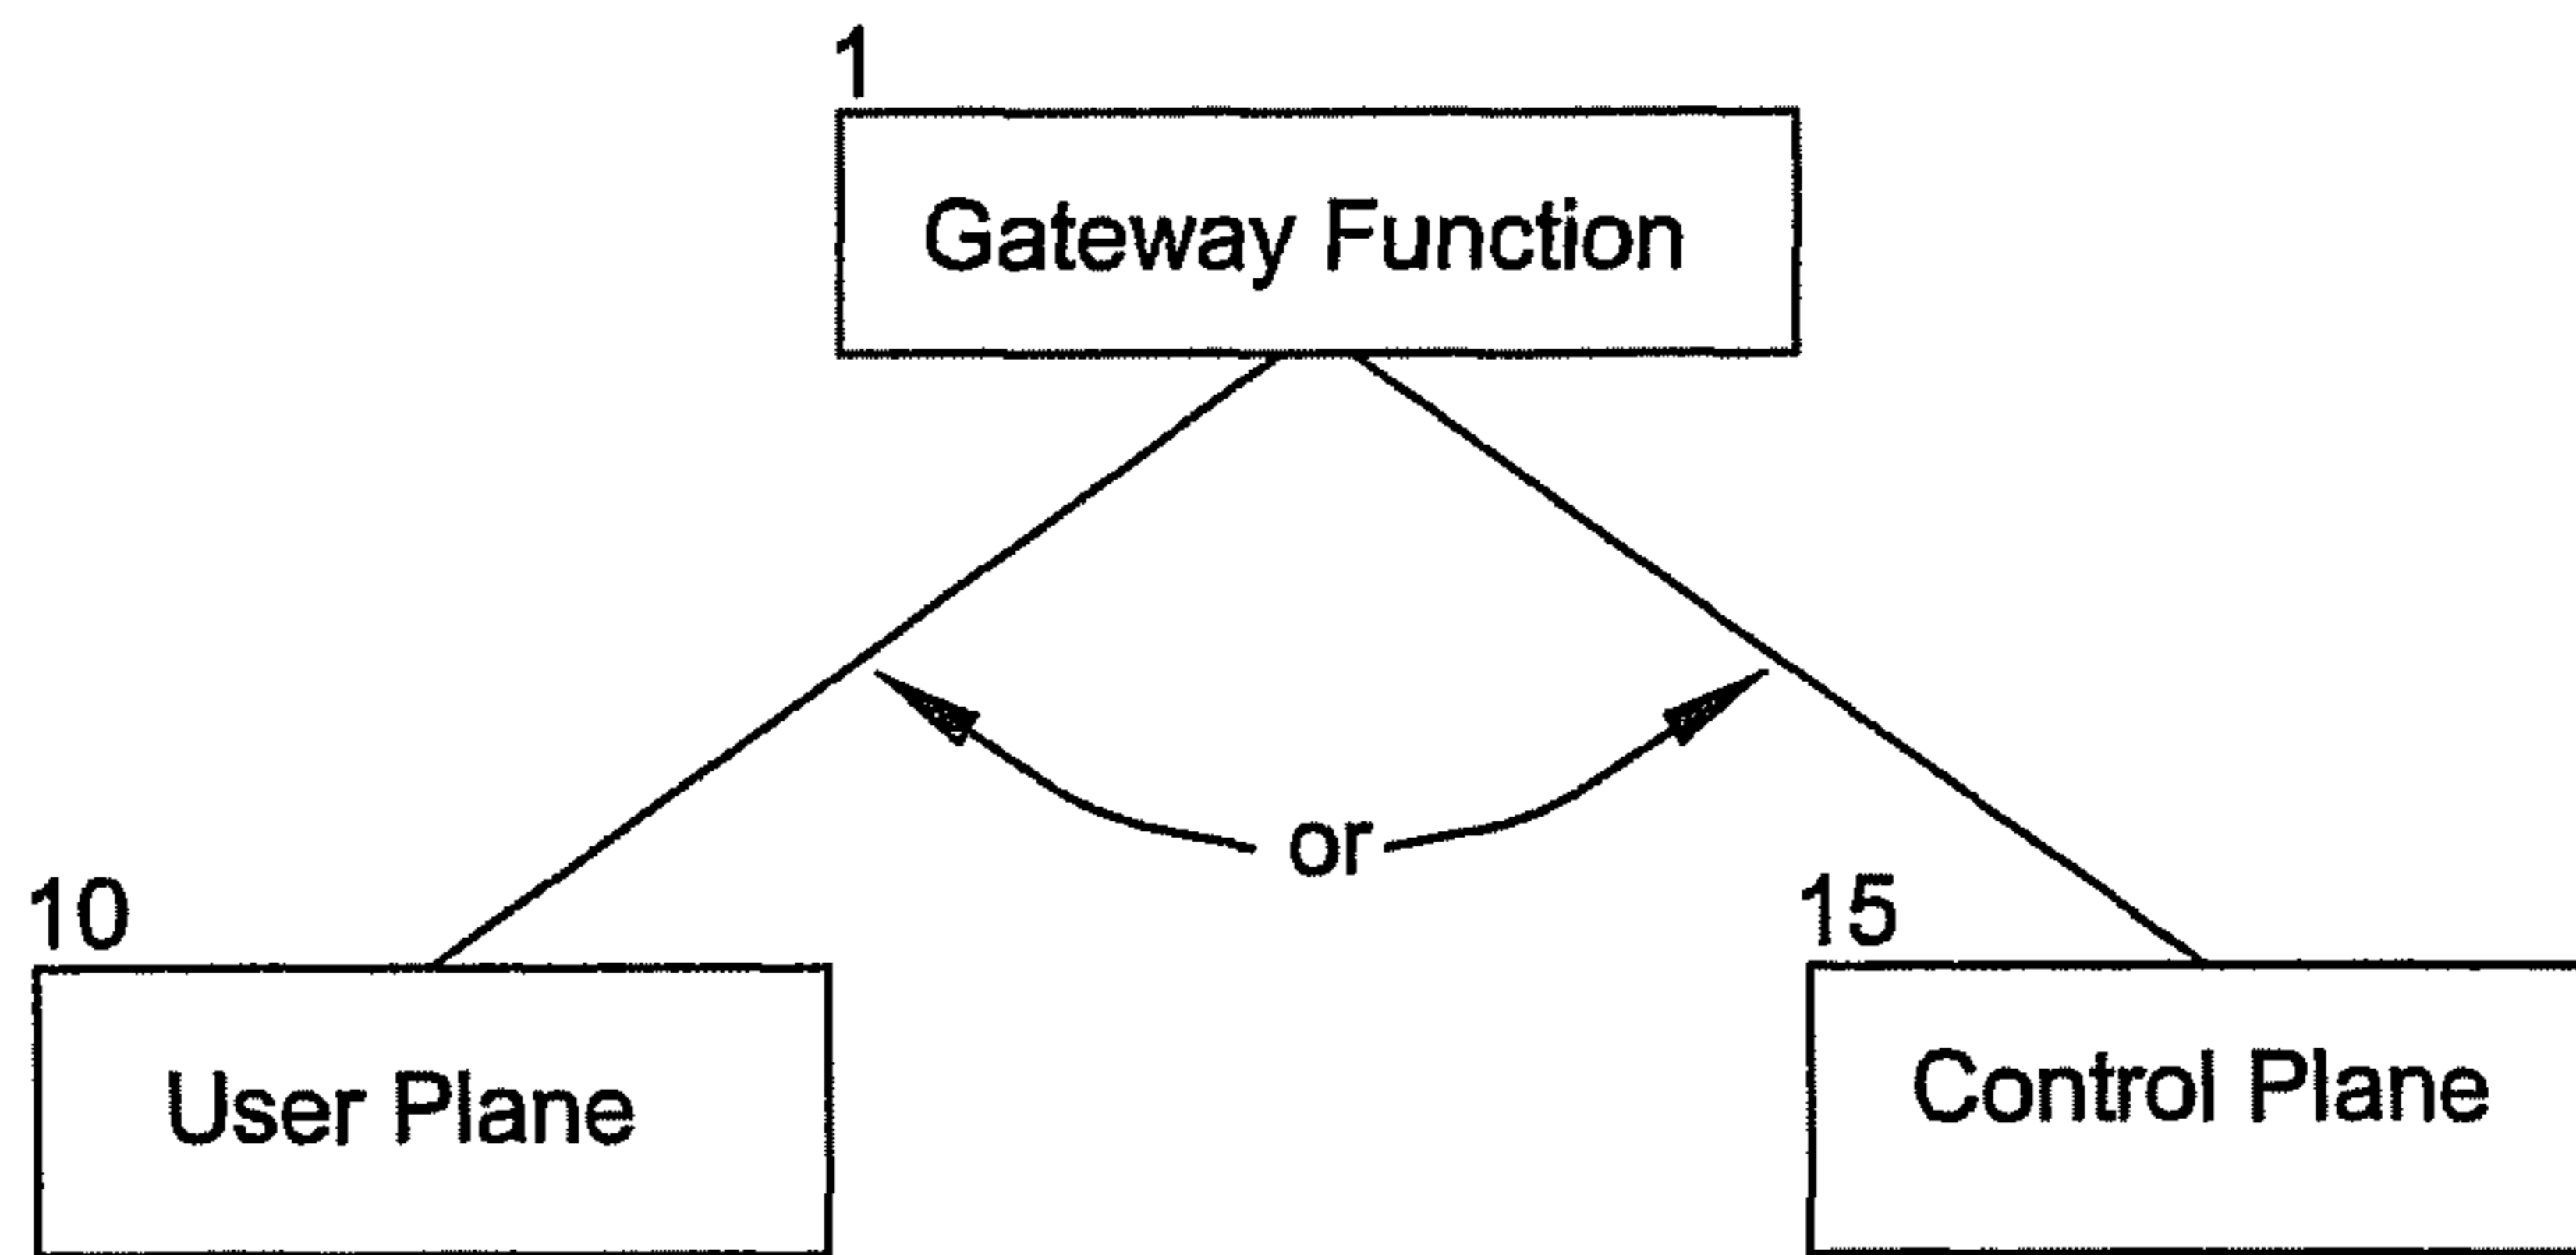 1
Gateway Function
or
10
15
User Plane
Control Plane